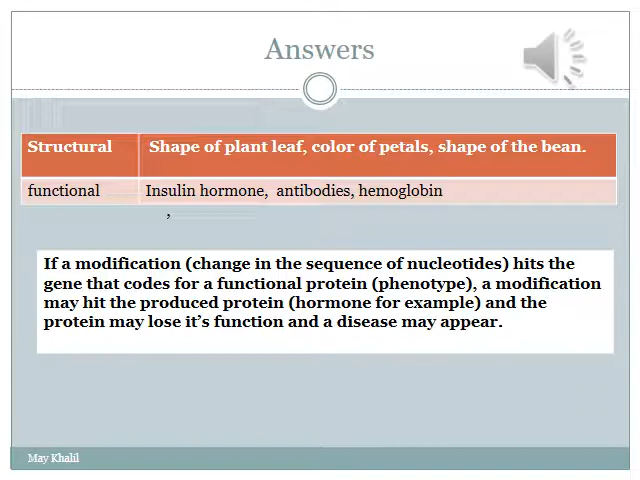 Answers
Structural Shape of plant leaf, color of petals, shape of the bean.
functional Insulin hormone, antibodies, hemoglobin
,
If a modification (change in the sequence of nucleotides) hits the
gene that codes for a functional protein (phenotype), a modification
may hit the produced protein (hormone for example) and the
protein may lose it's function and a disease may appear.
May Khalil